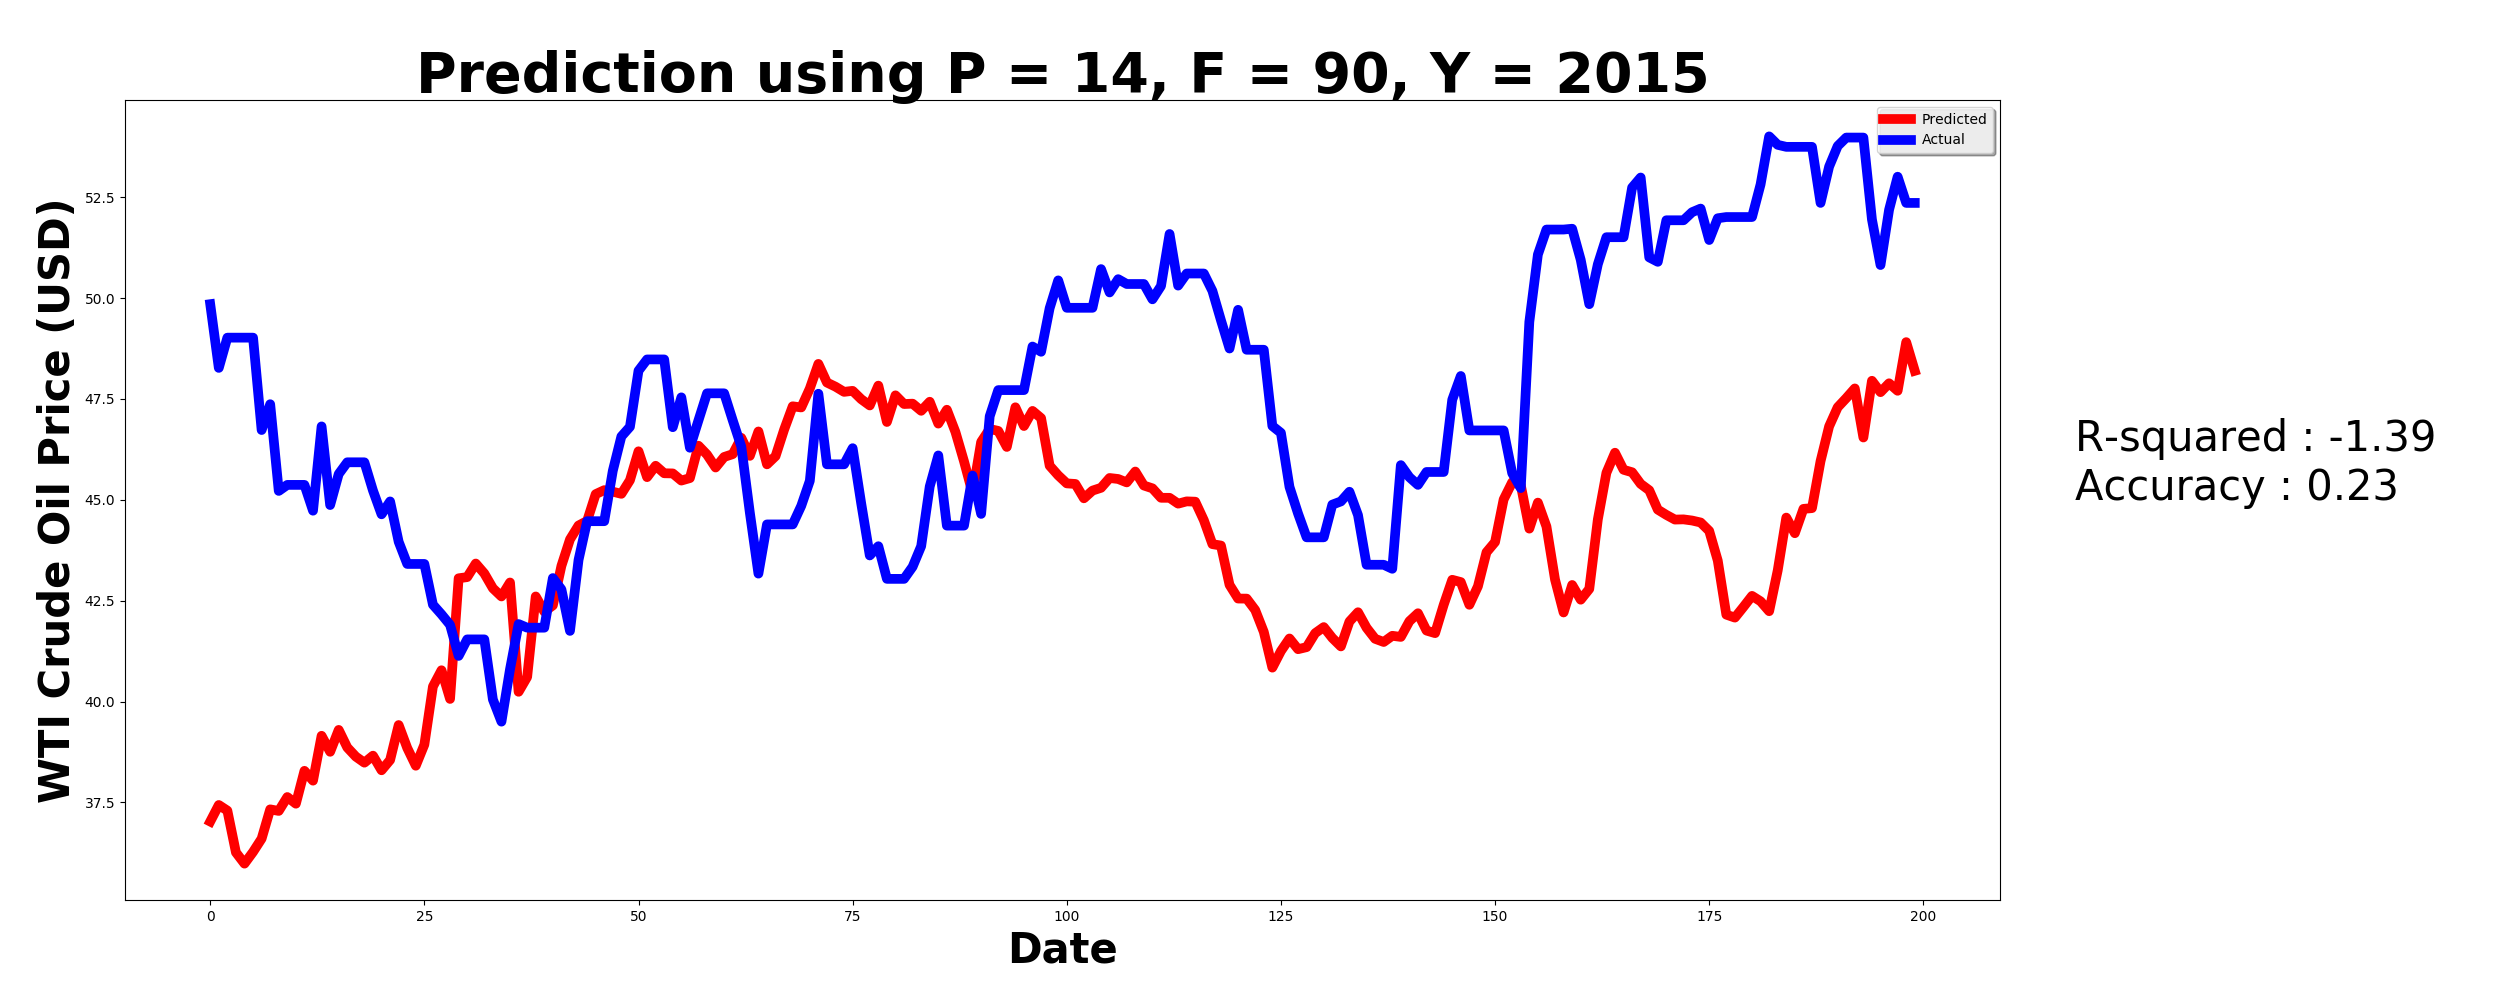 Prediction using P = 14, F = 90, Y = 2015
Predicted
Actual
WTI Crude Oil Price (USD)
52.5
50.0
47.5
45.0
42.5
40.0
37.5
R-squared : -1.39
Accuracy : 0.23
0 25 50 75 100 125 150 175 200
Date